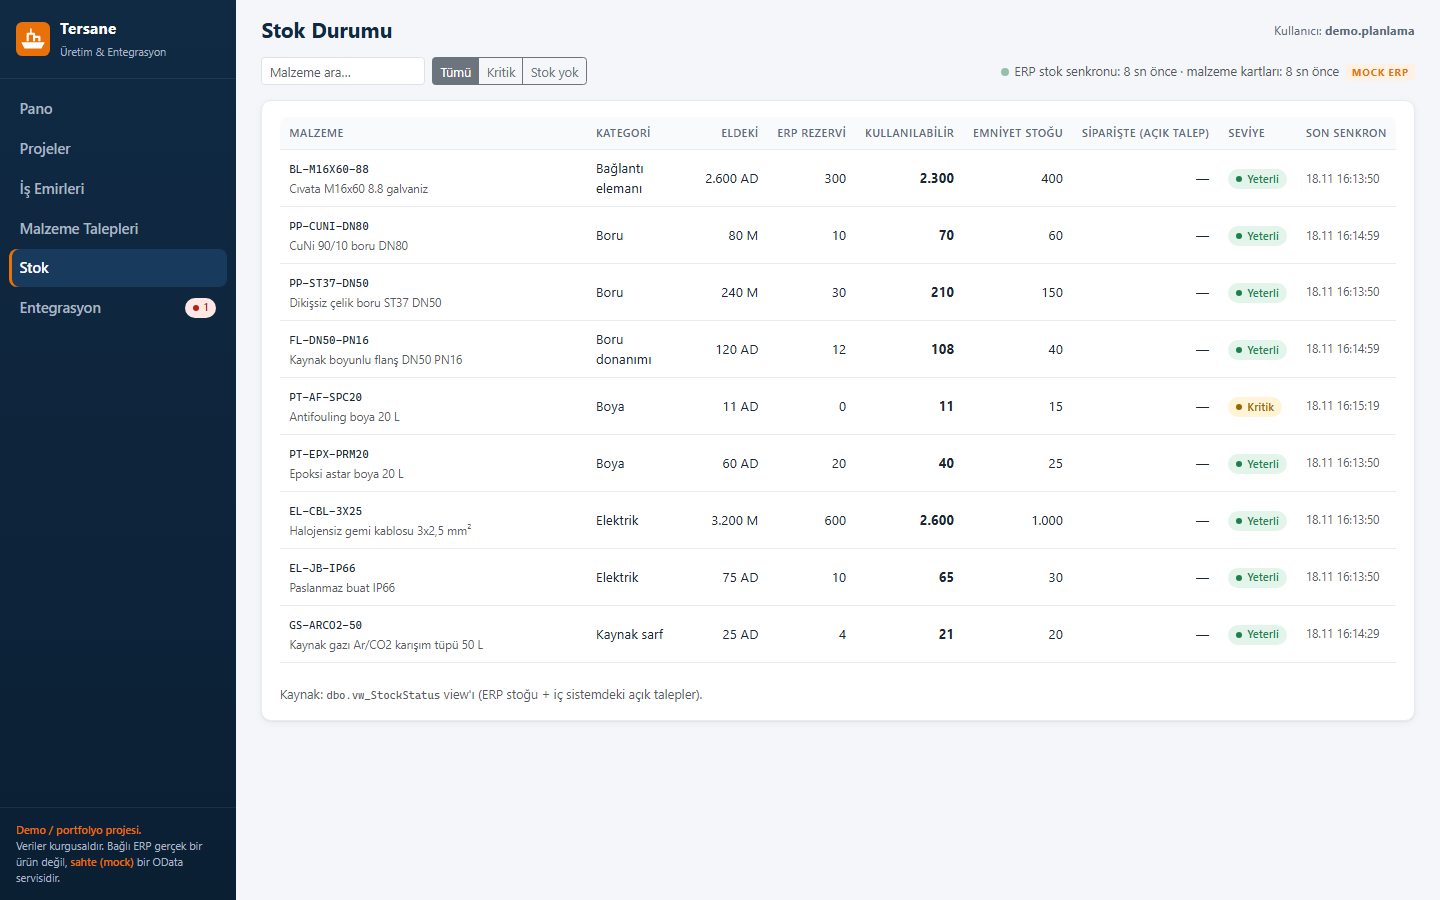 Tersane
Üretim & Entegrasyon
Pano
Projeler
İş Emirleri
Malzeme Talepleri
Stok
Entegrasyon 1
Demo / portfolyo projesi.
Veriler kurgusaldır. Bağlı ERP gerçek bir
ürün değil, sahte (mock) bir OData
servisidir.
Stok Durumu
Kullanıcı: demo.planlama
Malzeme ara...
Tümü Kritik Stok yok
ERP stok senkronu: 8 sn önce · malzeme kartları: 8 sn önce MOCK ERP
MALZEME KATEGORİ ELDEKİ ERP REZERVİ KULLANILABİLİR EMNİYET STOĞU SİPARİŞTE (AÇIK TALEP) SEVİYE SON SENKRON
BL-M16X60-88
Cıvata M16x60 8.8 galvaniz
Bağlantı
elemanı
2.600 AD 300 2.300 400 — Yeterli 18.11 16:13:50
PP-CUNI-DN80
CuNi 90/10 boru DN80
Boru 80 M 10 70 60 — Yeterli 18.11 16:14:59
PP-ST37-DN50
Dikişsiz çelik boru ST37 DN50
Boru 240 M 30 210 150 — Yeterli 18.11 16:13:50
FL-DN50-PN16
Kaynak boyunlu flanş DN50 PN16
Boru
donanımı
120 AD 12 108 40 — Yeterli 18.11 16:14:59
PT-AF-SPC20
Antifouling boya 20 L
Boya 11 AD 0 11 15 — Kritik 18.11 16:15:19
PT-EPX-PRM20
Epoksi astar boya 20 L
Boya 60 AD 20 40 25 — Yeterli 18.11 16:13:50
EL-CBL-3X25
Halojensiz gemi kablosu 3x2,5 mm²
Elektrik 3.200 M 600 2.600 1.000 — Yeterli 18.11 16:13:50
EL-JB-IP66
Paslanmaz buat IP66
Elektrik 75 AD 10 65 30 — Yeterli 18.11 16:13:50
GS-ARCO2-50
Kaynak gazı Ar/CO2 karışım tüpü 50 L
Kaynak sarf 25 AD 4 21 20 — Yeterli 18.11 16:14:29
Kaynak: dbo.vw_StockStatus view'ı (ERP stoğu + iç sistemdeki açık talepler).